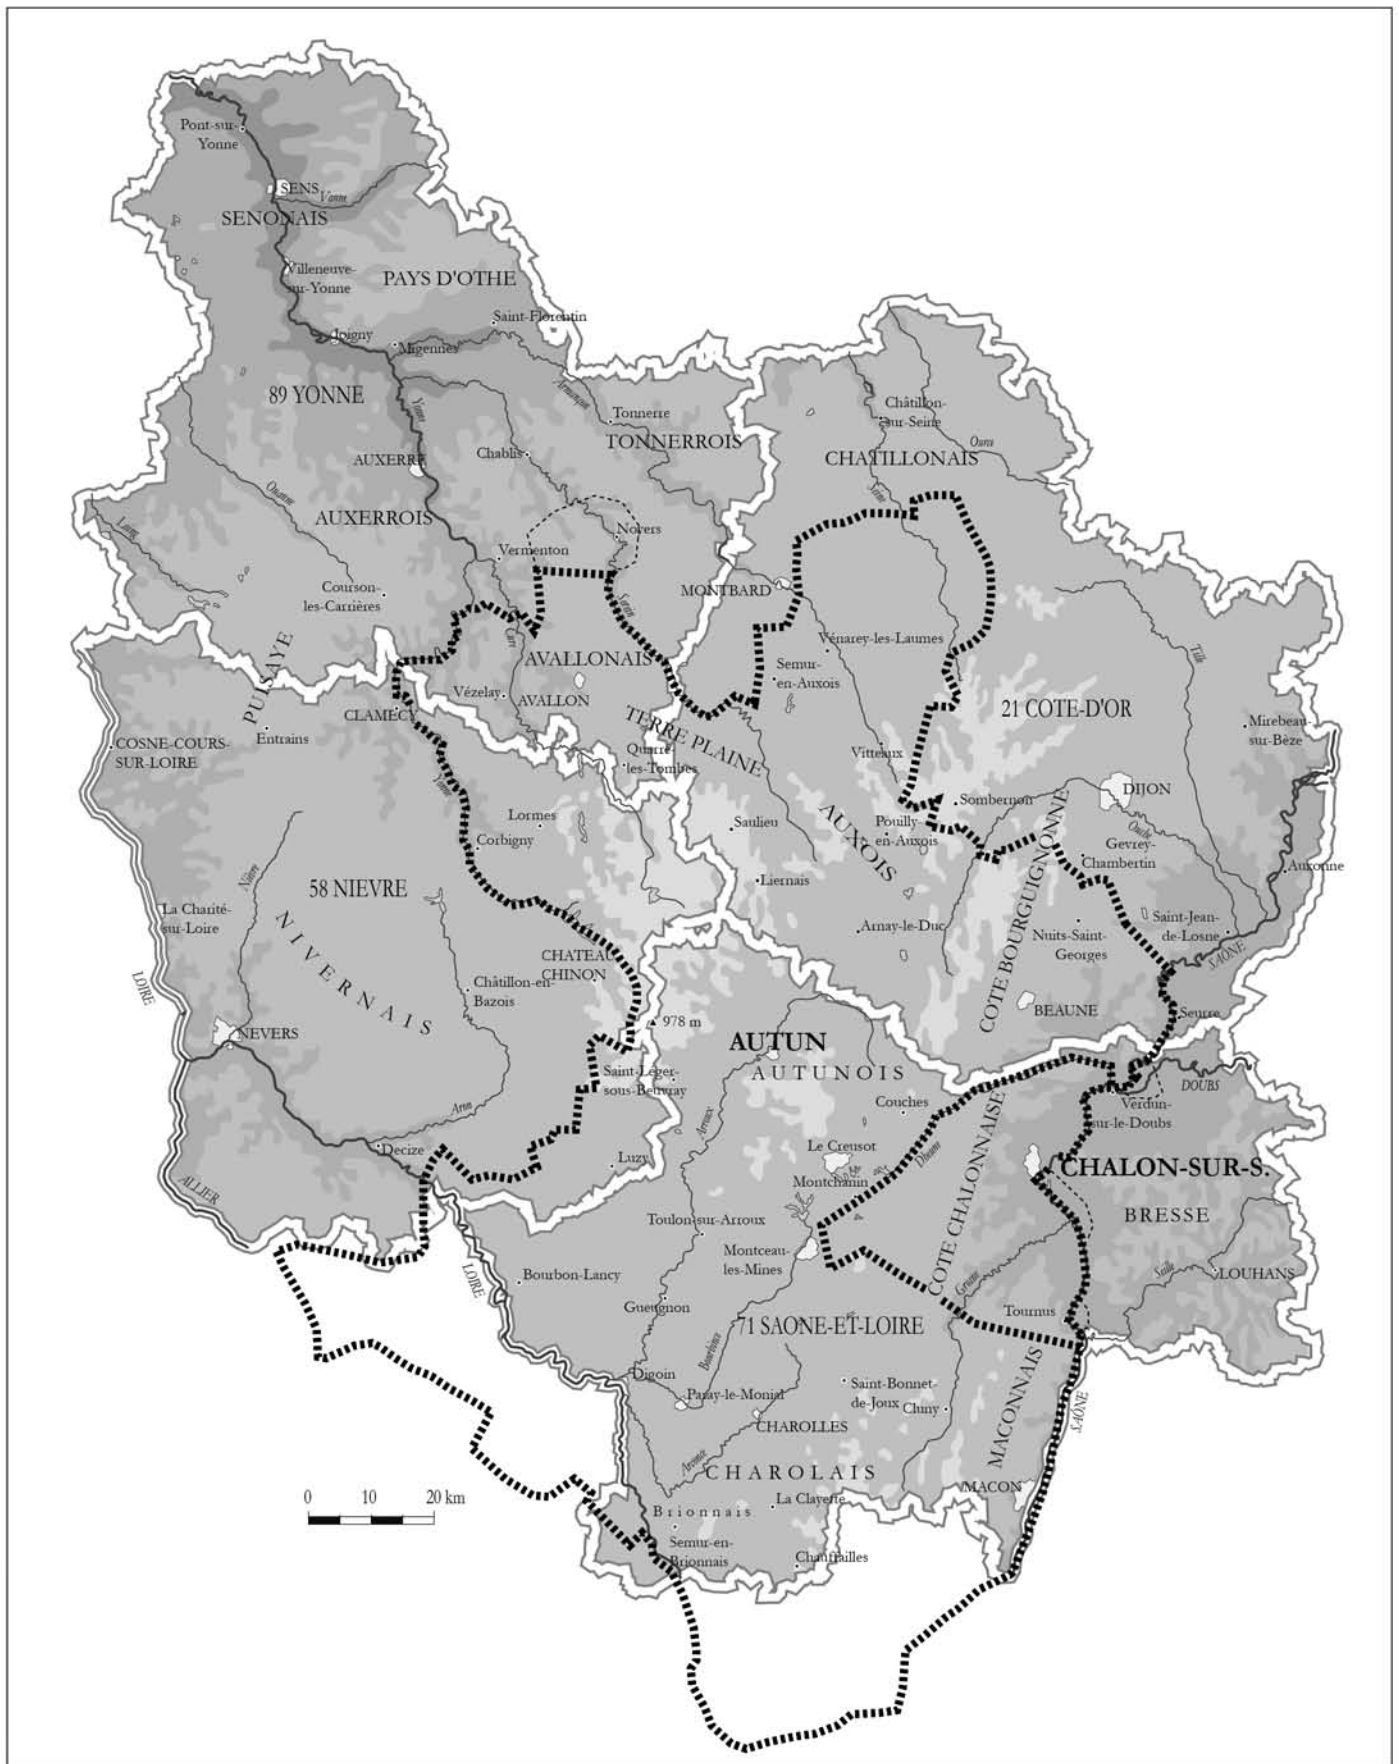 Pont-sur-
Yonne
SENS
Vanne
SENONAIS
Villeneuve-
sur-Yonne
PAYS D'OTHE
Saint-Florentin
Joigny
Migennes
89 YONNE
Armançon
Yonne
Tonnerre
TONNERROIS
Châtillon-
sur-Seine
Ource
Chablis
AUXERRE
CHATILLONAIS
Ouanne
Seine
AUXERROIS
Loing
Noyers
Vermenton
MONTBARD
Courson-
les-Carrières
Serein
Cure
Vénarey-les-Laumes
Tille
PUISAYE
AVALLONAIS
Semur-
en-Auxois
Vézelay
AVALLON
CLAMECY
21 COTE-D'OR
TERRE PLAINE
Entrains
COSNE-COURS-
SUR-LOIRE
Mirebeau-
sur-Bèze
Quarré-
les-Tombes
Vitteaux
Yonne
DIJON
Sombernon
Lormes
Saulieu
AUXOIS
Pouilly-
en-Auxois
Ouche
Corbigny
Gevrey-
Chambertin
Auxonne
58 NIEVRE
Nièvre
Liernais
COTE BOURGUIGNONNE
La Charité-
sur-Loire
NIVERNAIS
Arnay-le-Duc
Nuits-Saint-
Georges
Saint-Jean-
de-Losne
CHATEAU
CHINON
SAÔNE
LOIRE
Châtillon-en-
Bazois
BEAUNE
Seurre
NEVERS
978 m
AUTUN
AUTUNOIS
Saint-Léger-
sous-Beuvray
DOUBS
Couches
Verdun-
sur-le-Doubs
Aron
Arroux
Decize
Le Creusot
Dheune
COTE CHALONNAISE
Luzy
CHALON-SUR-S.
Montchanin
ALLIER
Toulon-sur-Arroux
BRESSE
Montceau-
les-Mines
LOIRE
Bourbon-Lancy
Grosne
Seille
LOUHANS
Gueugnon
Tournus
71 SAONE-ET-LOIRE
Bourbince
Digoin
Paray-le-Monial
Saint-Bonnet-
de-Joux
Cluny
MACONNAIS
SAÔNE
CHAROLLES
Arconce
CHAROLAIS
MACON
0 10 20 km
La Clayette
Brionnais
Semur-en-
Brionnais
Chauffailles